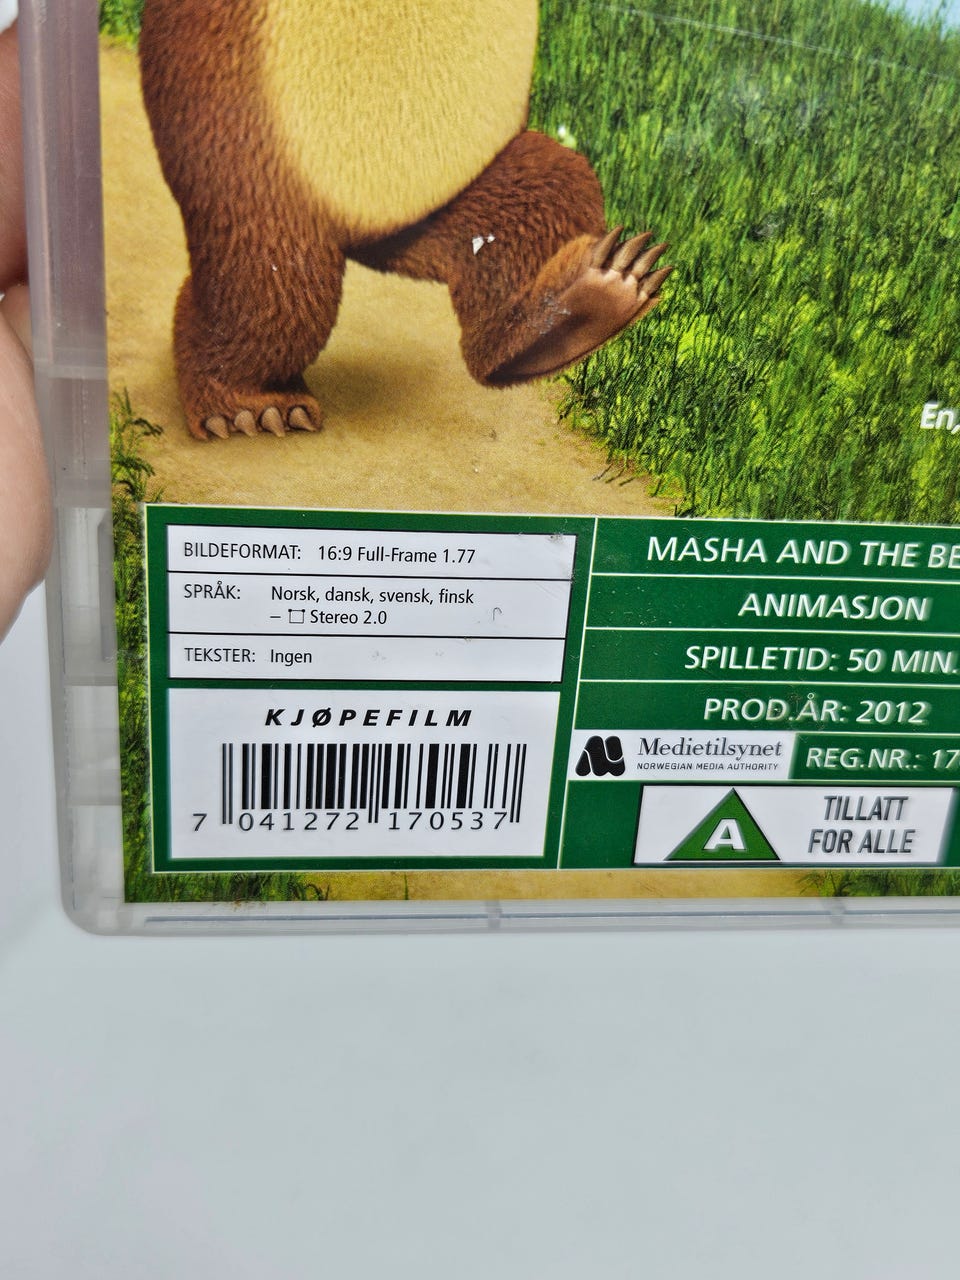 En,
BILDEFORMAT: 16:9 Full-Frame 1.77
SPRÅK: Norsk, dansk, svensk, finsk
– Stereo 2.0
TEKSTER: Ingen
KJØPEFILM
7 041272 170537
MASHA AND THE BE
ANIMASJON
SPILLETID: 50 MIN.
PROD.ÅR: 2012
Medietilsynet
NORWEGIAN MEDIA AUTHORITY
REG.NR.: 17
A
TILLATT
FOR ALLE